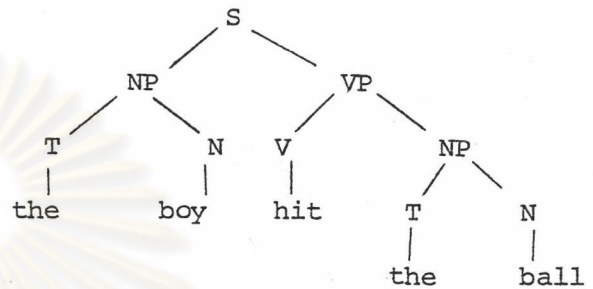 S
NP VP
T N V NP
the boy hit T N
the ball